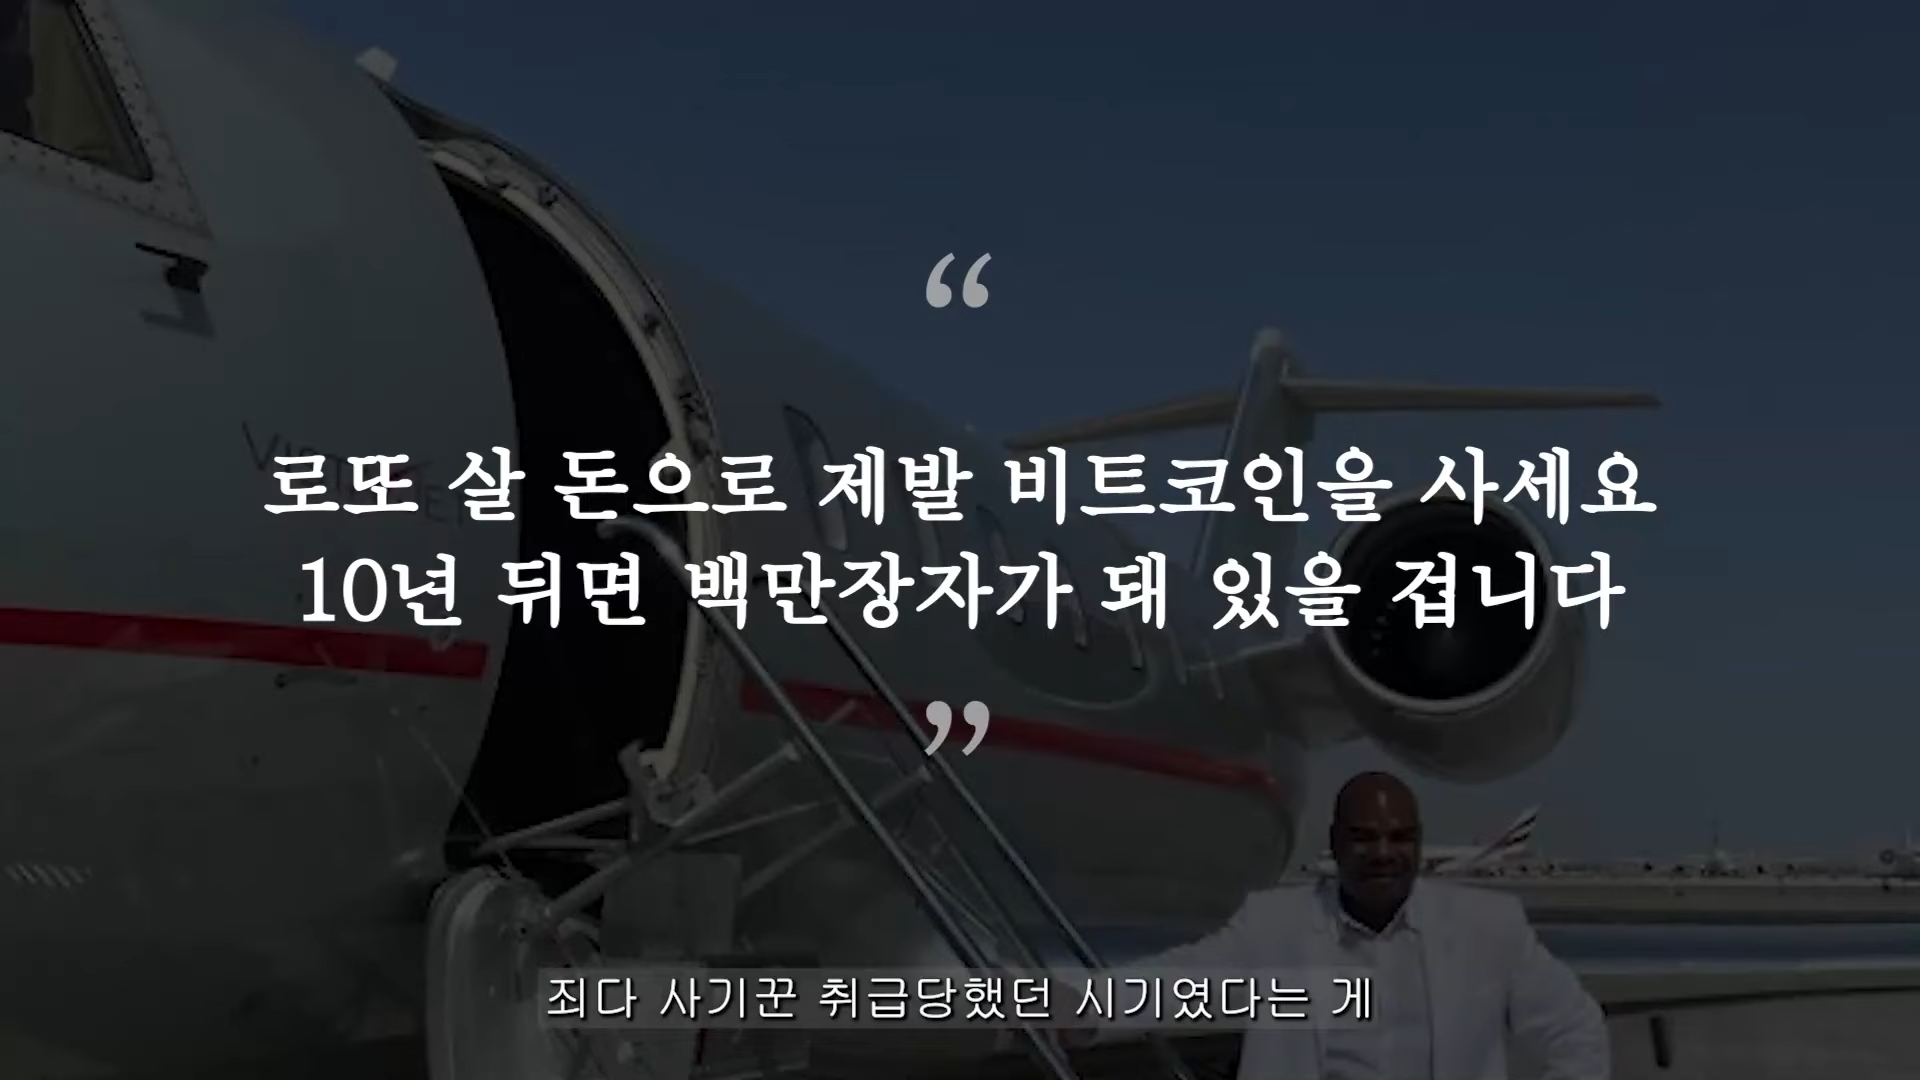 “
로또 살 돈으로 제발 비트코인을 사세요
10년 뒤면 백만장자가 돼 있을 겁니다
”
죄다 사기꾼 취급당했던 시기였다는 게